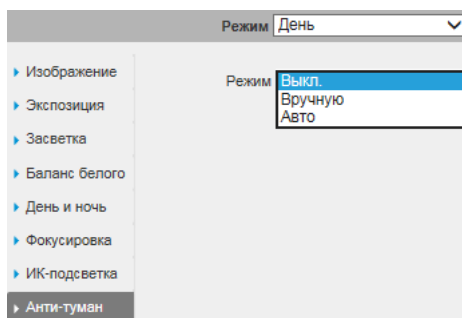 Режим День
Изображение
Режим Выкл.
Вручную
Экспозиция
Авто
Засветка
Баланс белого
День и ночь
Фокусировка
ИК-подсветка
Анти-туман